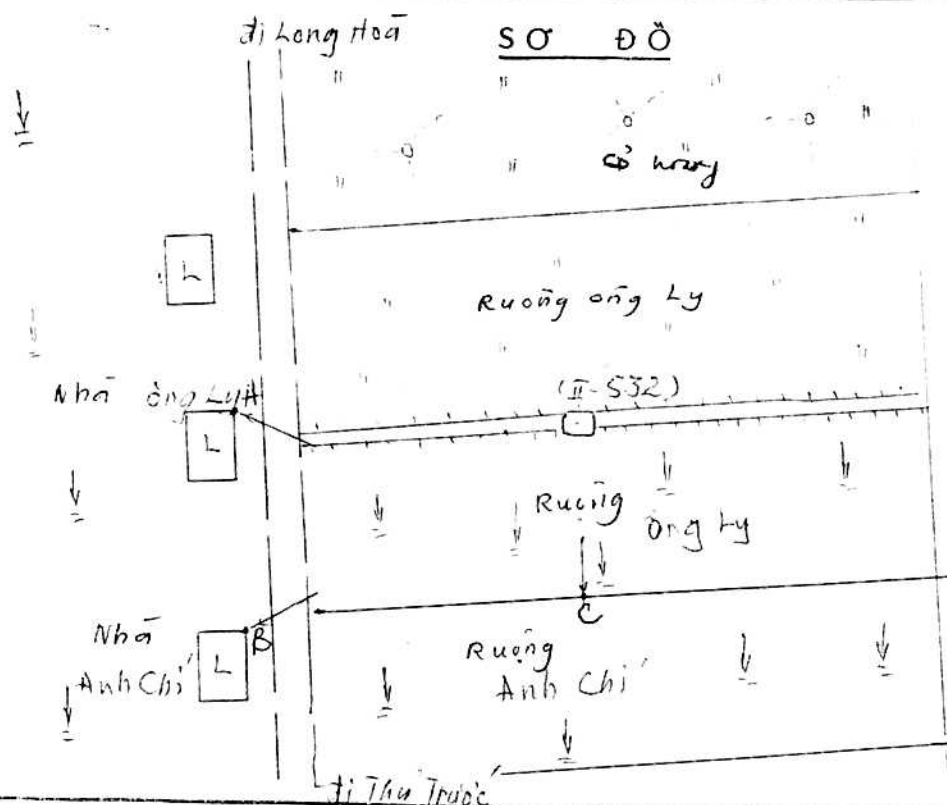 đi Long Hoà
SƠ ĐỒ
Cỏ hoang
L
Ruộng ông Ly
Nhà ông Ly A
(II-532)
L
Ruộng
Ông Ly
C
Nhà
B
Anh Chí
L
Ruộng
Anh Chí
đi Thủ Trước